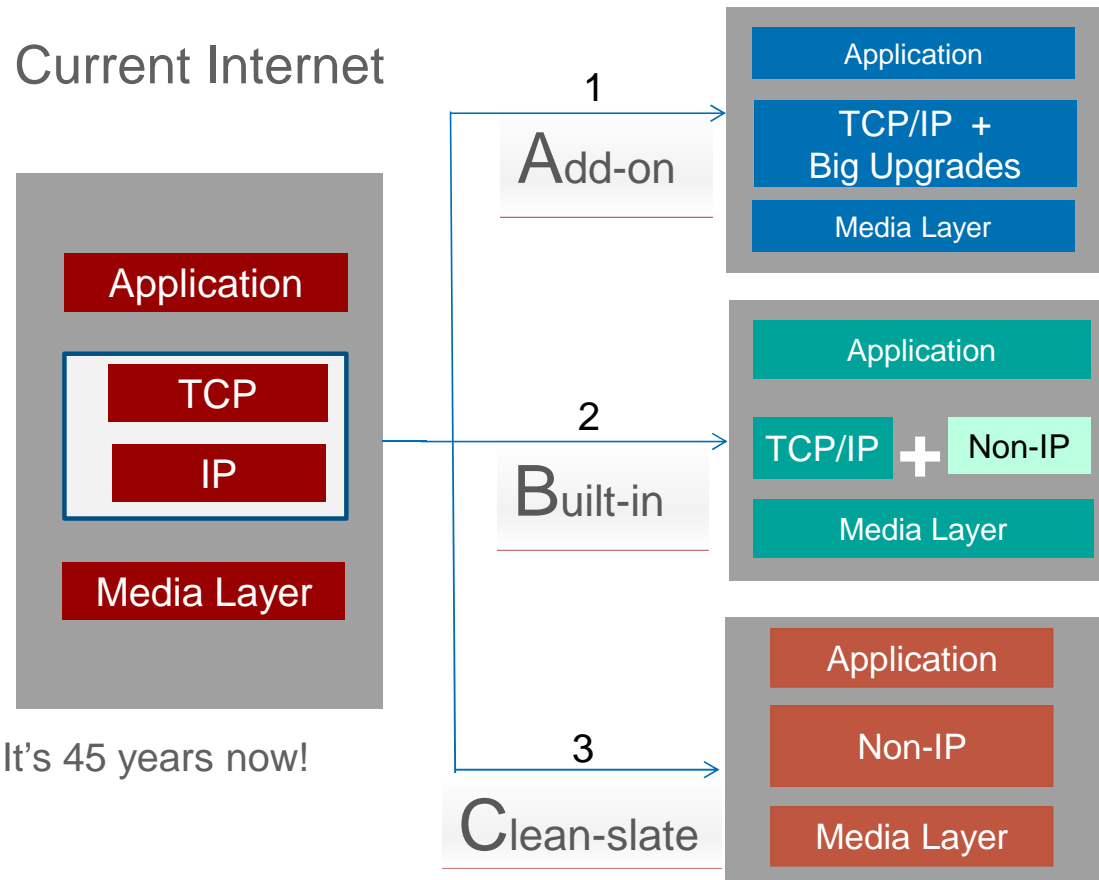 Current Internet
Application
TCP
IP
Media Layer
It's 45 years now!
1
Add-on
2
Built-in
3
Clean-slate
Application
TCP/IP +
Big Upgrades
Media Layer
Application
TCP/IP + Non-IP
Media Layer
Application
Non-IP
Media Layer